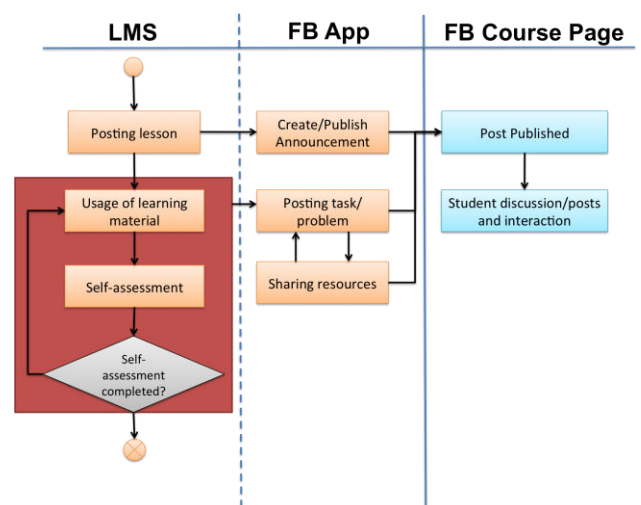 LMS
FB App
FB Course Page
Posting lesson
Create/Publish
Announcement
Post Published
Usage of learning
material
Posting task/
problem
Student discussion/posts
and interaction
Self-assessment
Sharing resources
Self-
assessment
completed?